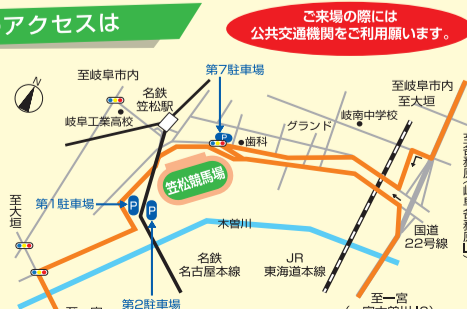 アクセスは
ご来場の際には
公共交通機関をご利用願います。
至岐阜市内
第7駐車場
至岐阜市内
至大垣
N
名鉄
笠松駅
岐阜工業高校
グランド
岐南中学校
P
歯科
笠松競馬場
第1駐車場
P
P
至大垣
木曽川
国道
22号線
名鉄
名古屋本線
JR
東海道本線
第2駐車場
至一宮